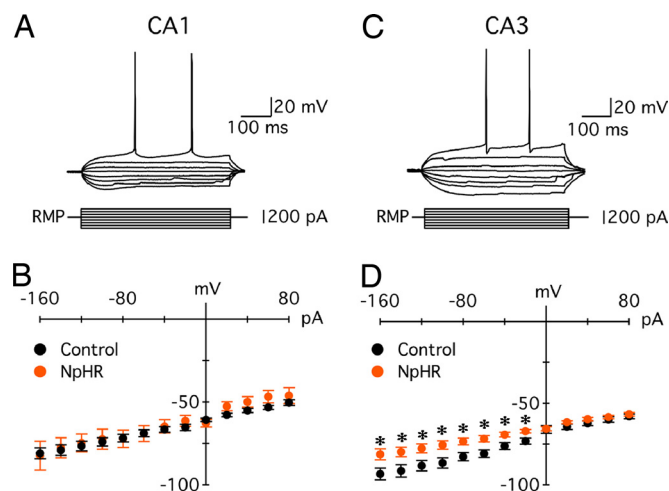 A
CA1
20 mV
100 ms
RMP
200 pA
C
CA3
20 mV
100 ms
RMP
200 pA
B
mV
-160
-80
80
pA
Control
NpHR
-50
-100
D
mV
-160
-80
80
pA
Control
NpHR
* * * * * * * *
-50
-100